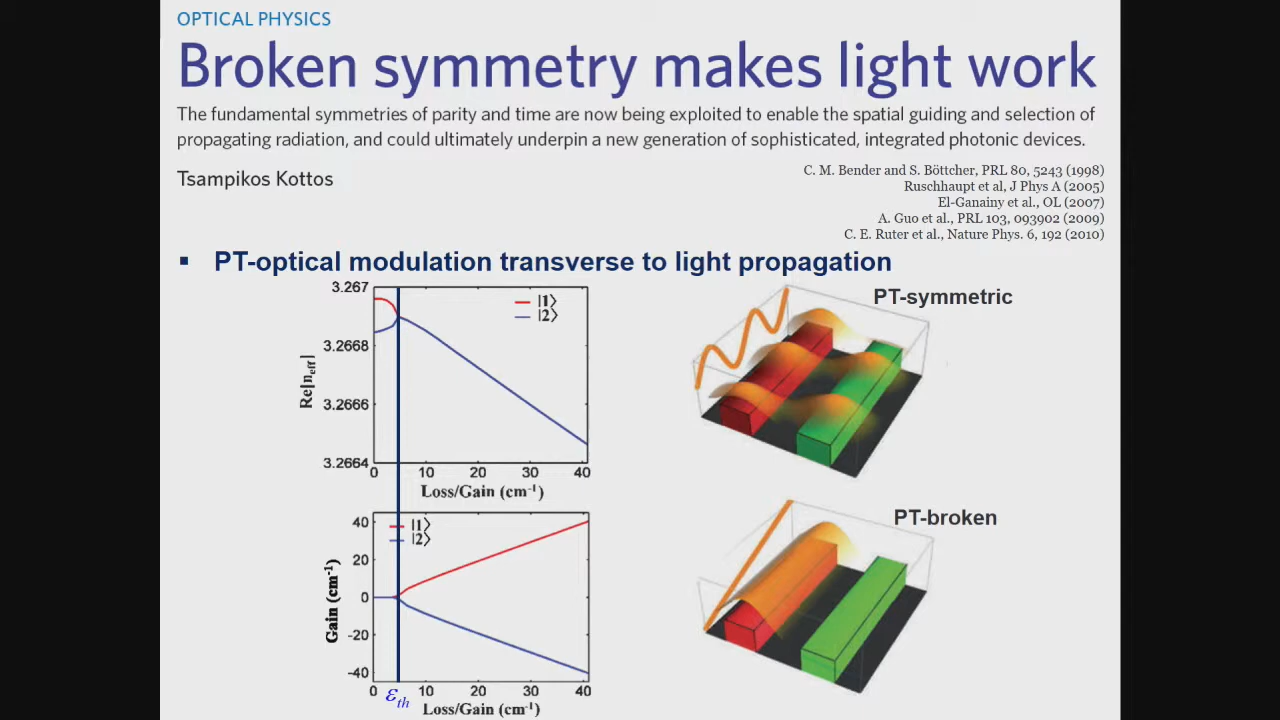 OPTICAL PHYSICS
Broken symmetry makes light work
The fundamental symmetries of parity and time are now being exploited to enable the spatial guiding and selection of
propagating radiation, and could ultimately underpin a new generation of sophisticated, integrated photonic devices.
Tsampikos Kottos
C. M. Bender and S. Böttcher, PRL 80, 5243 (1998)
Ruschhaupt et al, J Phys A (2005)
El-Ganainy et al., OL (2007)
A. Guo et al., PRL 103, 093902 (2009)
C. E. Ruter et al., Nature Phys. 6, 192 (2010)
▪ PT-optical modulation transverse to light propagation
3.267
3.2668
3.2666
3.2664
Re|n_eff|
|1⟩
|2⟩
0 10 20 30 40
Loss/Gain (cm⁻¹)
PT-symmetric
40
20
0
-20
-40
Gain (cm⁻¹)
|1⟩
|2⟩
0 10 20 30 40
ε_th
Loss/Gain (cm⁻¹)
PT-broken